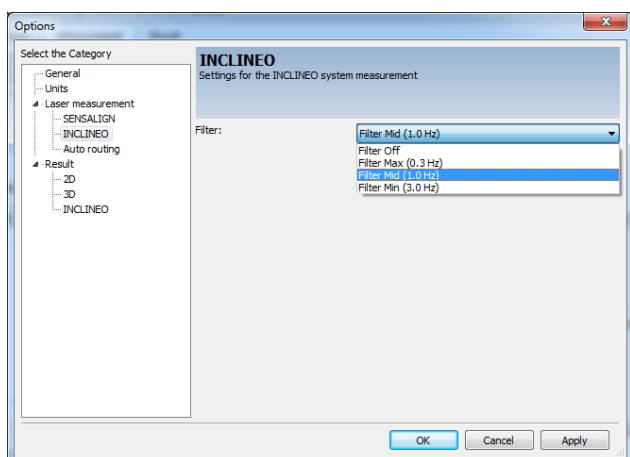 Options
Select the Category
General
Units
Laser measurement
SENSALIGN
INCLINEO
Auto routing
Result
2D
3D
INCLINEO
INCLINEO
Settings for the INCLINEO system measurement
Filter:
Filter Mid (1.0 Hz)
Filter Off
Filter Max (0.3 Hz)
Filter Mid (1.0 Hz)
Filter Min (3.0 Hz)
OK
Cancel
Apply